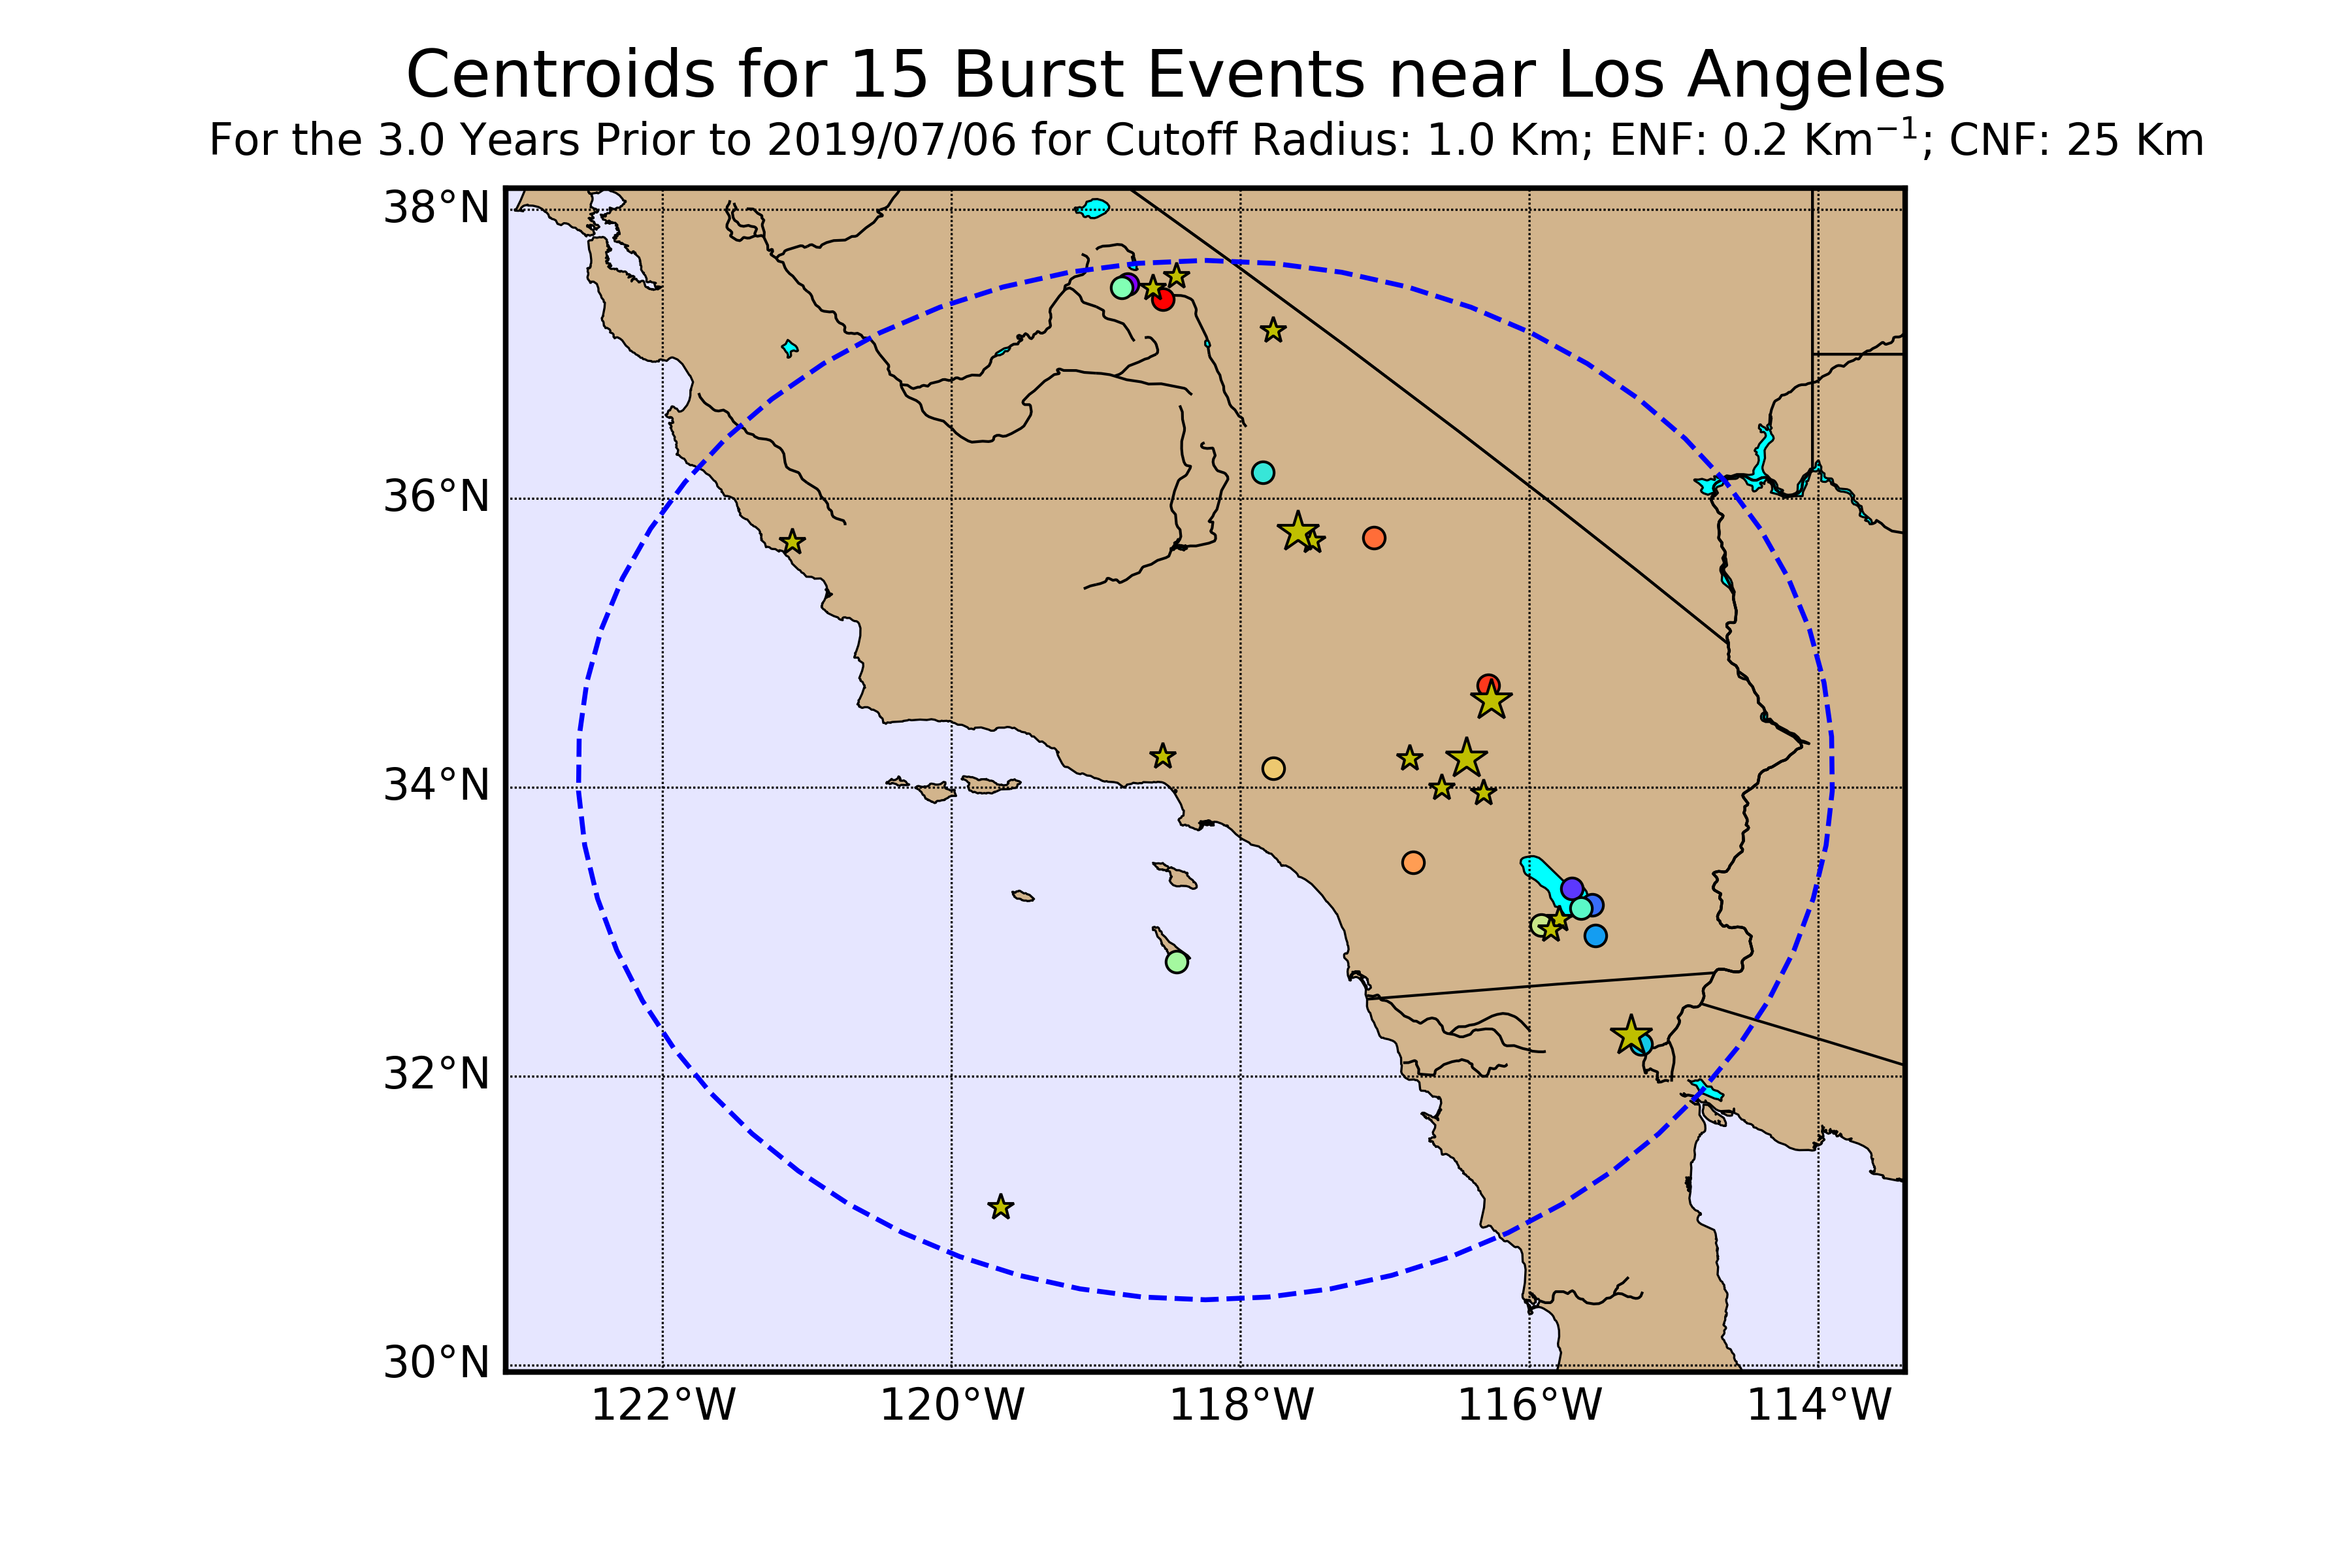 Centroids for 15 Burst Events near Los Angeles
For the 3.0 Years Prior to 2019/07/06 for Cutoff Radius: 1.0 Km; ENF: 0.2 Km⁻¹; CNF: 25 Km
38°N
36°N
34°N
32°N
30°N
122°W 120°W 118°W 116°W 114°W